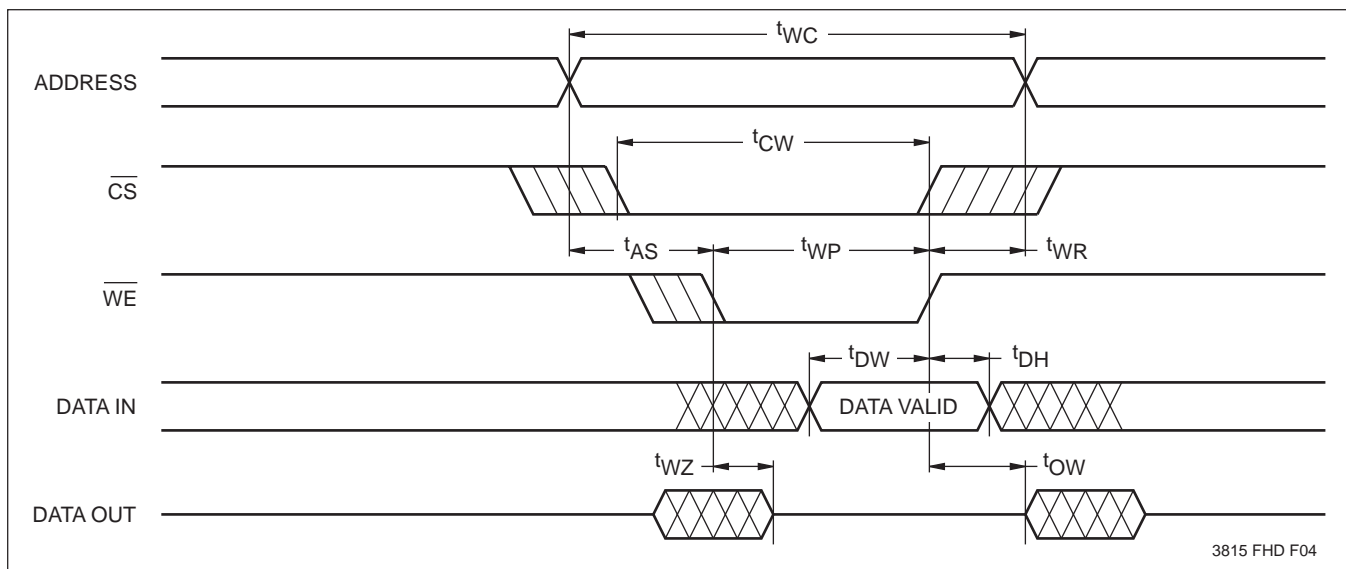 tWC
ADDRESS
tCW
CS
tAS tWP tWR
WE
tDW tDH
DATA IN DATA VALID
tWZ tOW
DATA OUT
3815 FHD F04